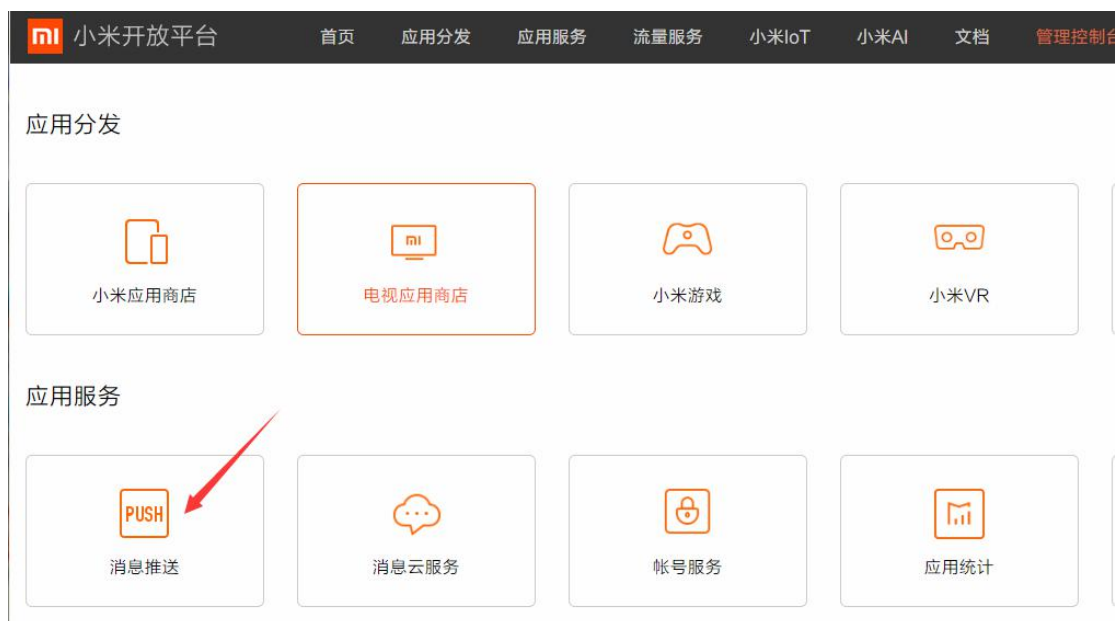 小米开放平台 首页 应用分发 应用服务 流量服务 小米IoT 小米AI 文档 管理控制台
应用分发
小米应用商店 电视应用商店 小米游戏 小米VR
应用服务
PUSH
消息推送 消息云服务 帐号服务 应用统计